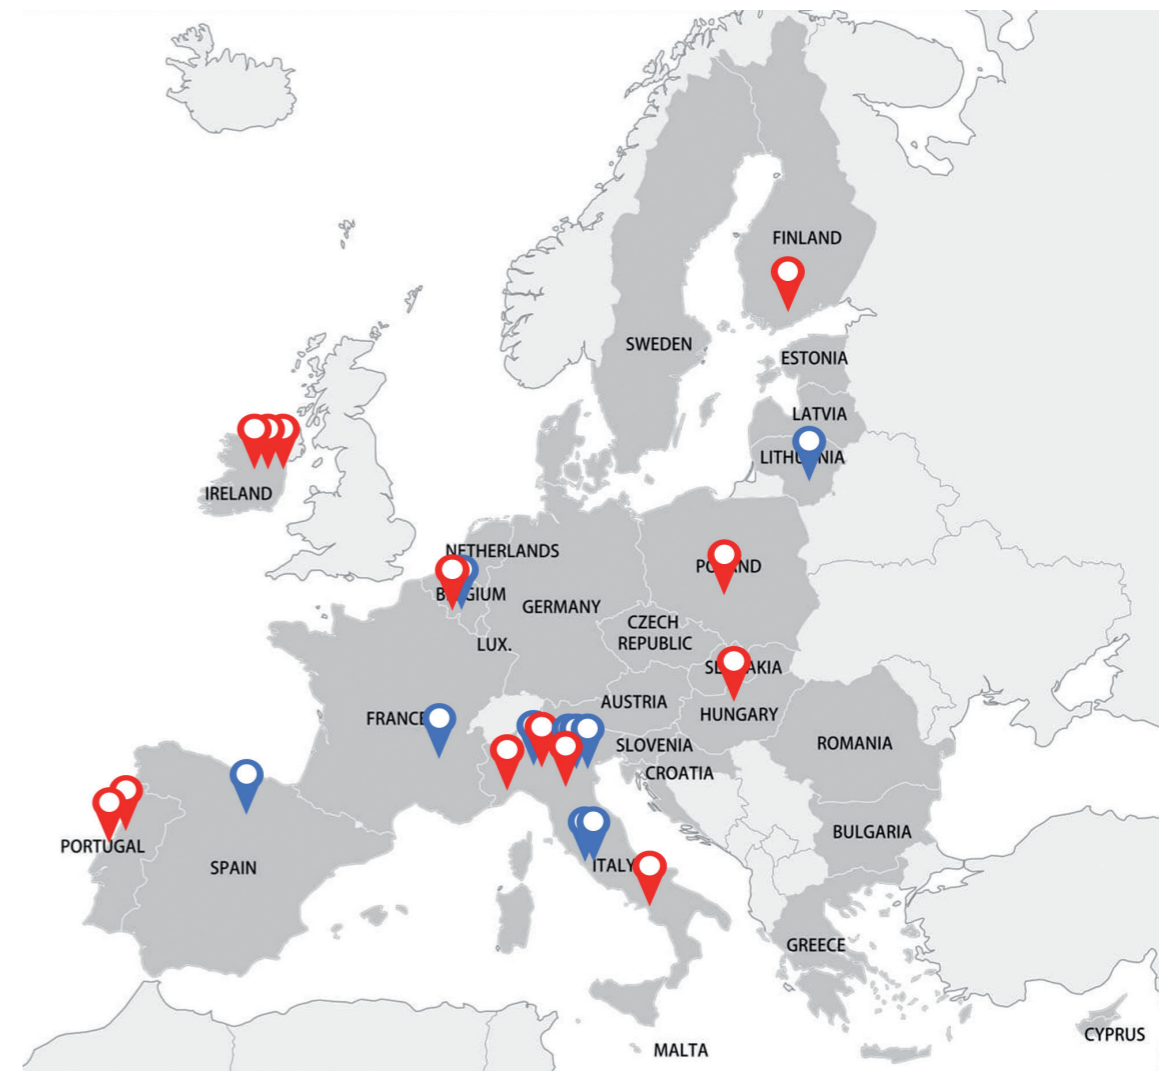 FINLAND
SWEDEN
ESTONIA
LATVIA
IRELAND
NETHERLANDS
GERMANY
CZECH
REPUBLIC
LUX.
AUSTRIA
FRANCE
HUNGARY
SLOVENIA
ROMANIA
CROATIA
BULGARIA
PORTUGAL
SPAIN
ITALY
GREECE
CYPRUS
MALTA